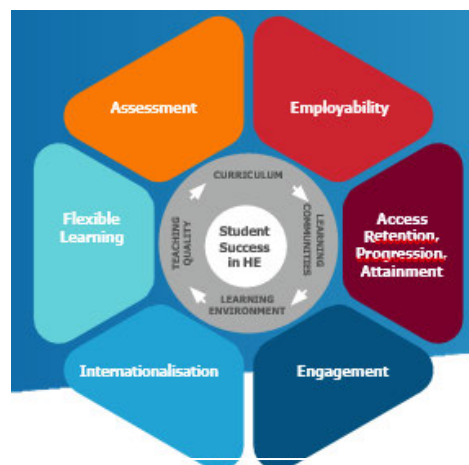 Assessment
Employability
Flexible
Learning
Access
Retention,
Progression,
Attainment
Internationalisation
Engagement
CURRICULUM
LEARNING
COMMUNITIES
LEARNING
ENVIRONMENT
TEACHING
QUALITY
Student
Success
in HE